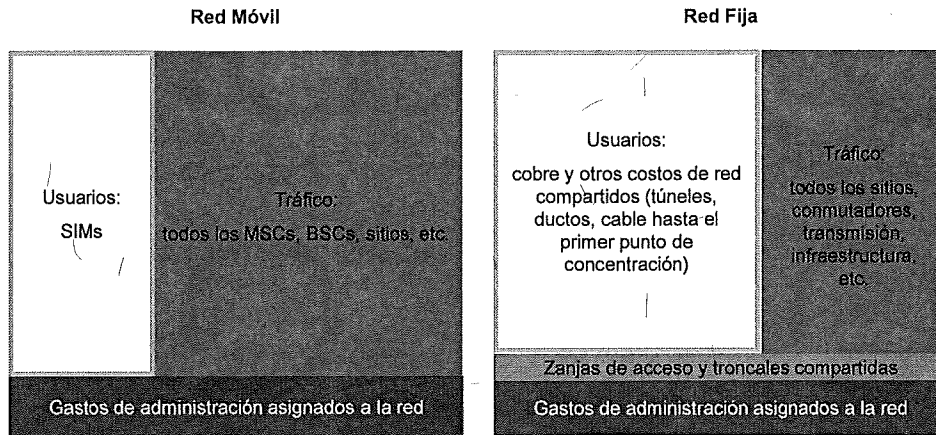 Red Móvil
Usuarios:
SIMs
Tráfico:
todos los MSCs, BSCs, sitios, etc.
Gastos de administración asignados a la red
Red Fija
Usuarios:
cobre y otros costos de red
compartidos (túneles,
ductos, cable hasta el
primer punto de
concentración)
Tráfico:
todos los sitios,
conmutadores,
transmisión,
infraestructura,
etc.
Zanjas de acceso y troncales compartidas
Gastos de administración asignados a la red